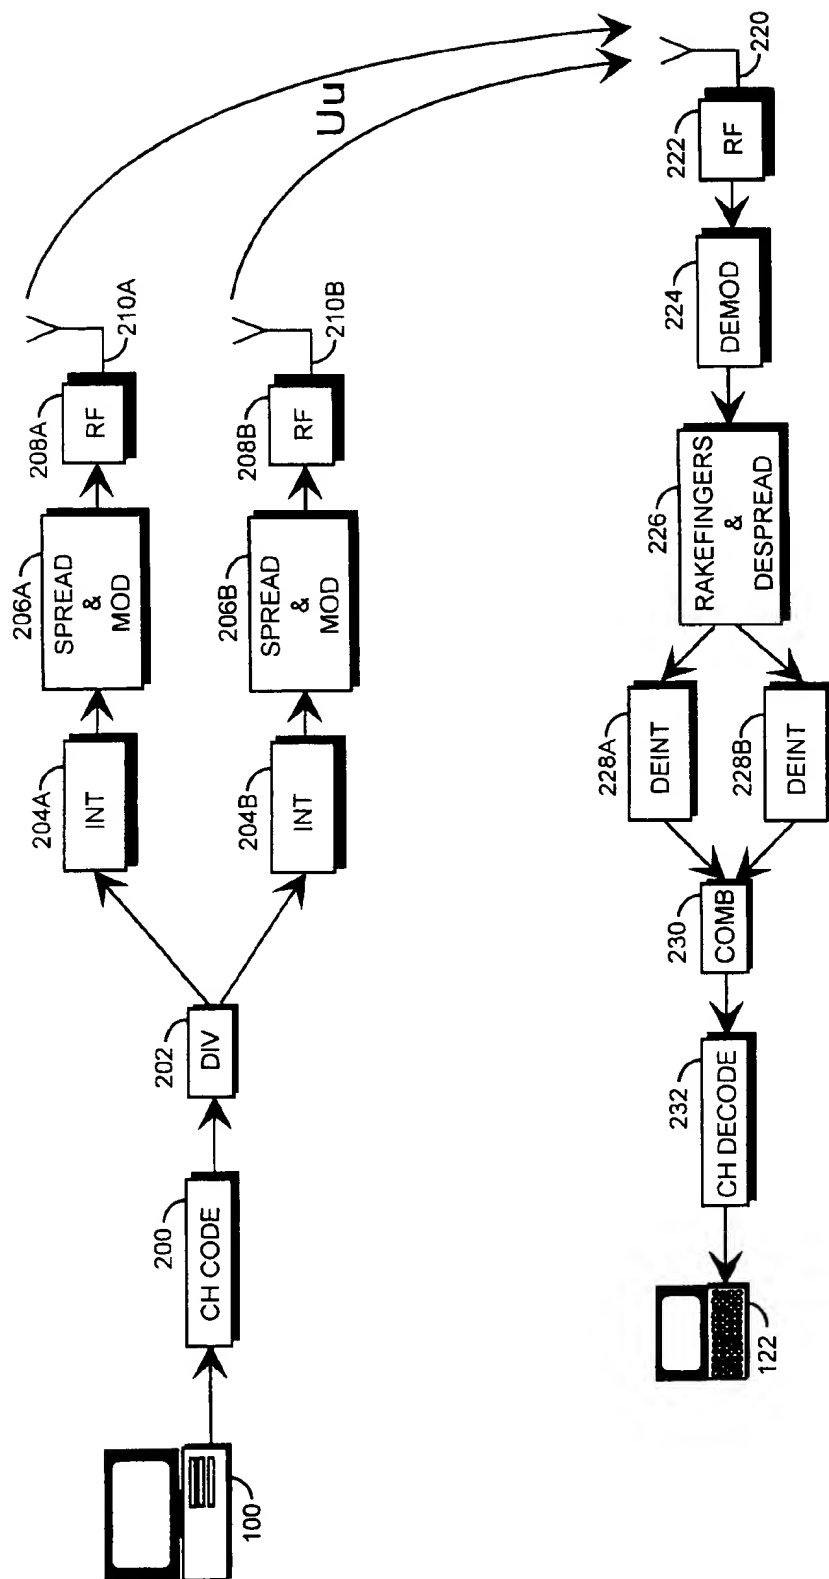 100
200
CH CODE
202
DIV
204A
INT
206A
SPREAD
&
MOD
208A
RF
210A
204B
INT
206B
SPREAD
&
MOD
208B
RF
210B
Uu
220
222
RF
224
DEMOD
226
RAKEFINGERS
&
DESPREAD
228A
DEINT
228B
DEINT
230
COMB
232
CH DECODE
122